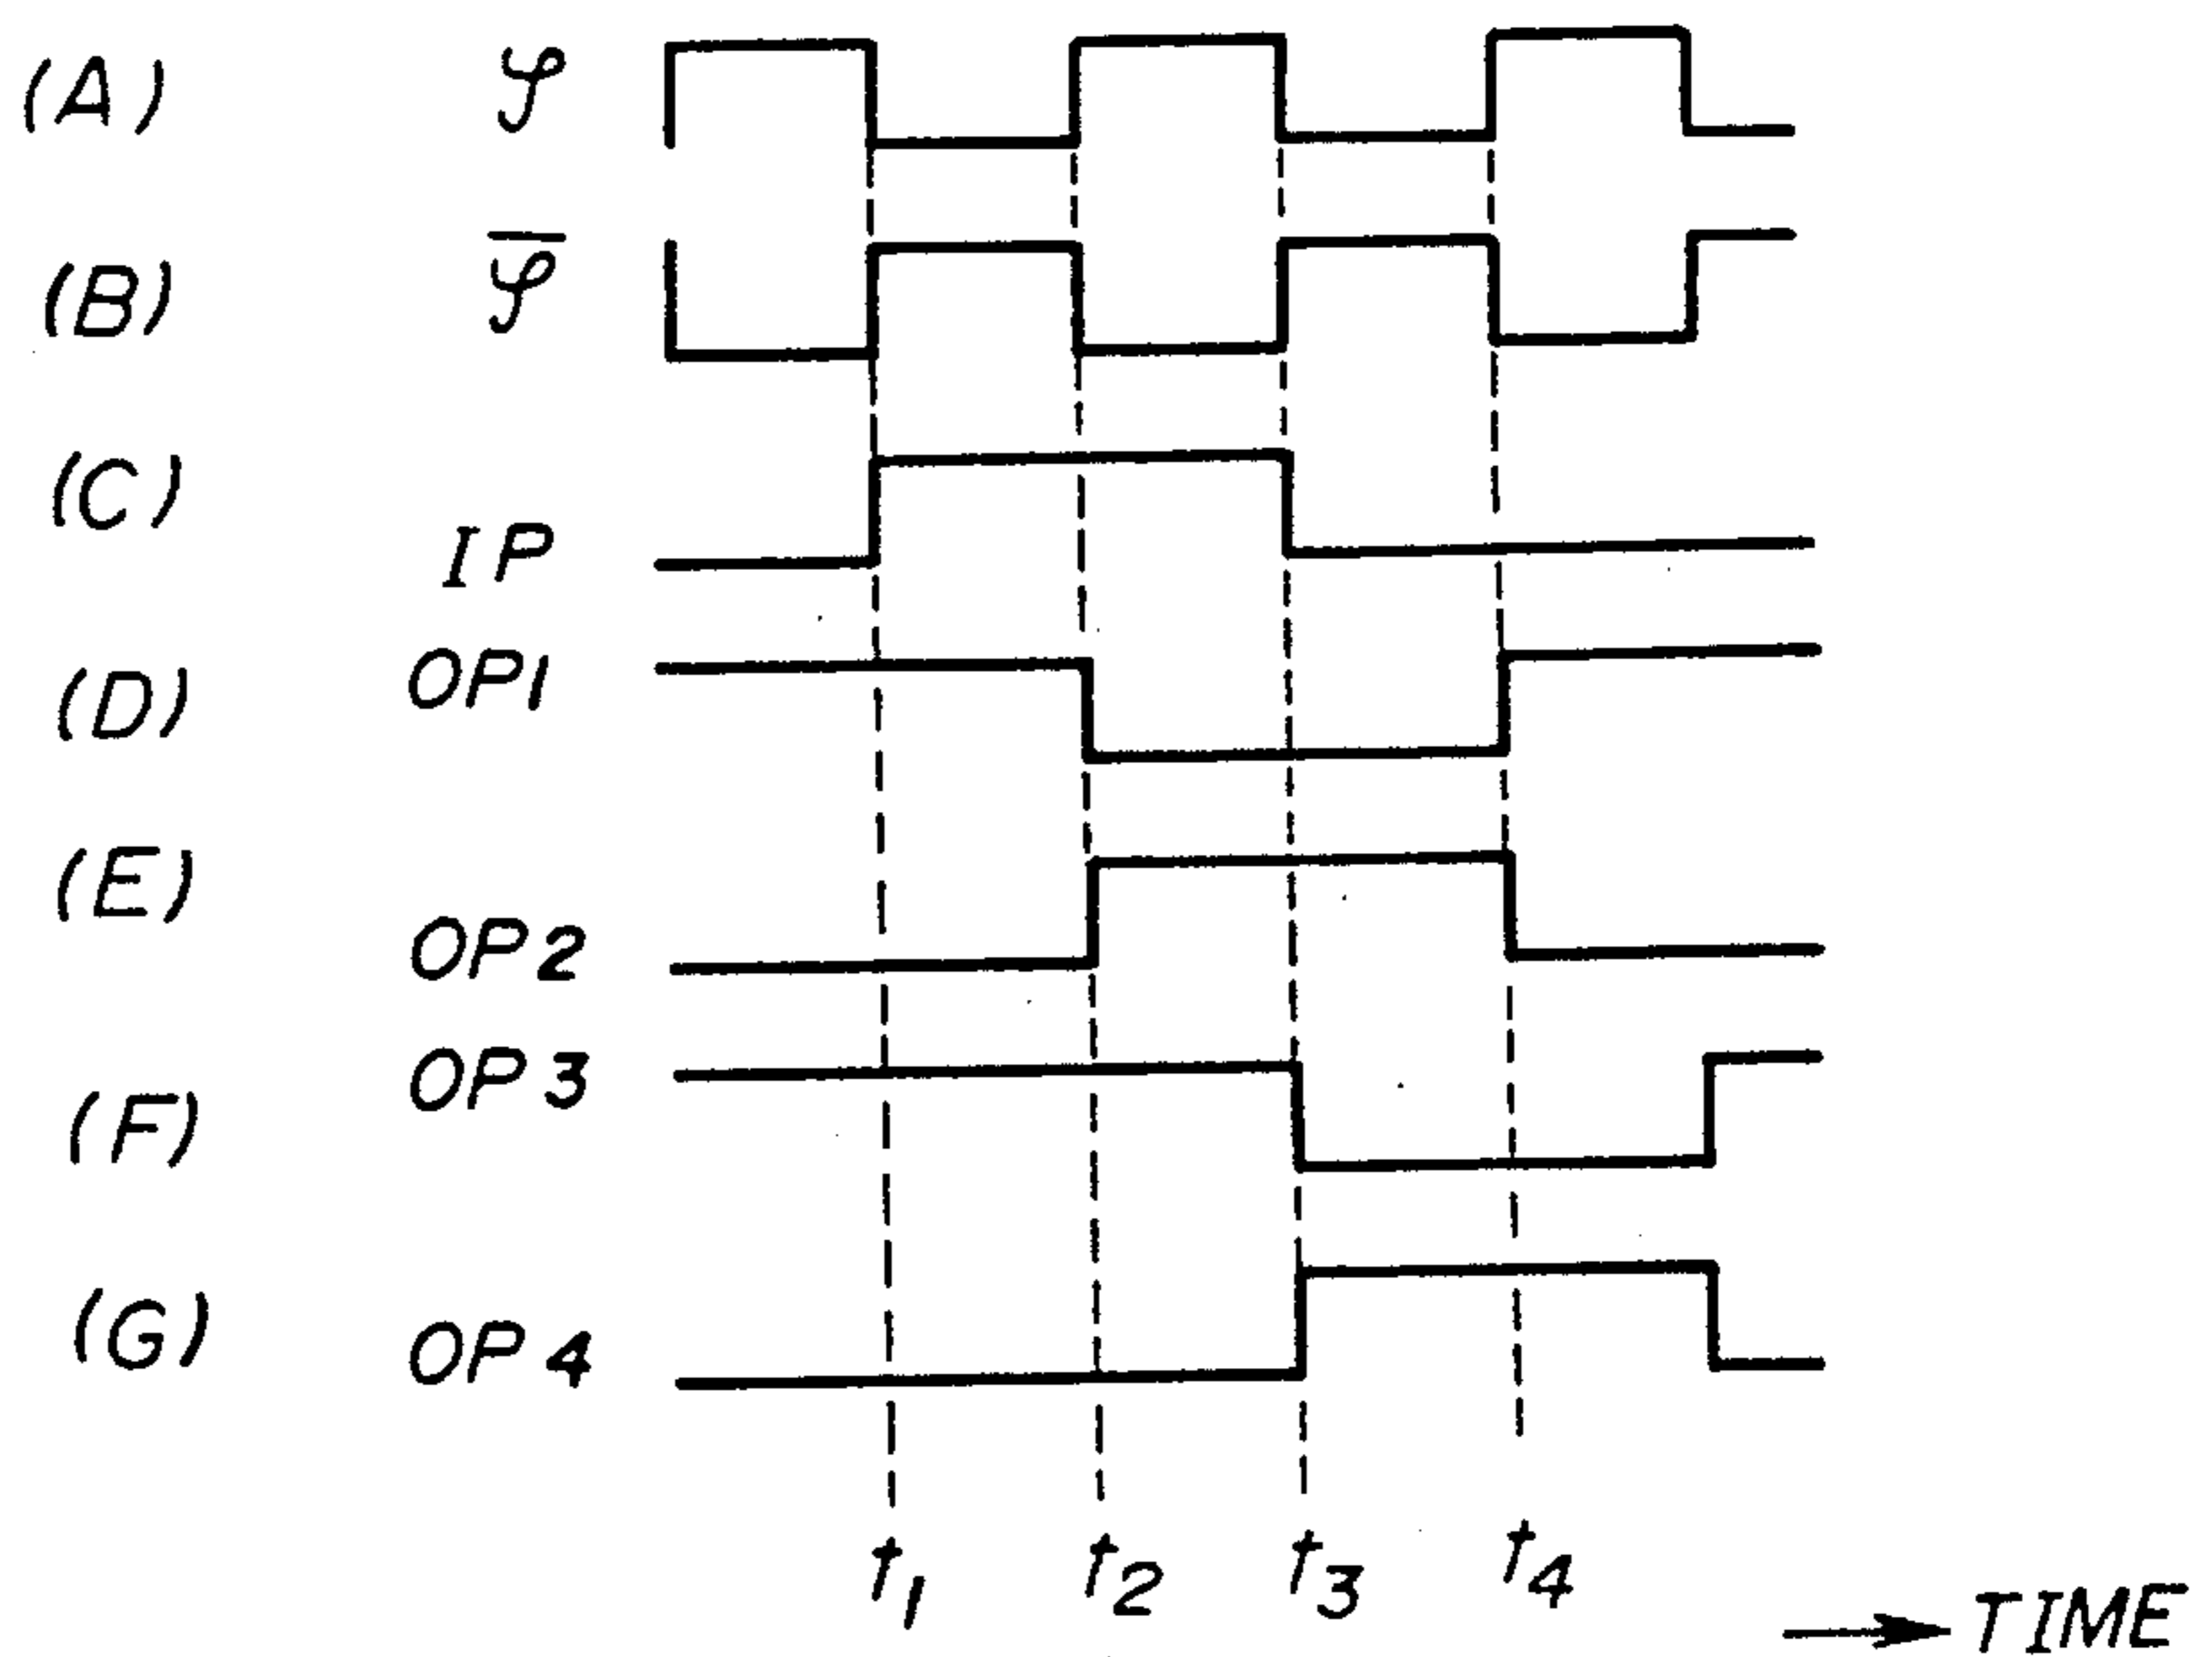 (A) φ
(B) φ̅
(C) IP
(D) OP1
(E) OP2
(F) OP3
(G) OP4
t1 t2 t3 t4
TIME